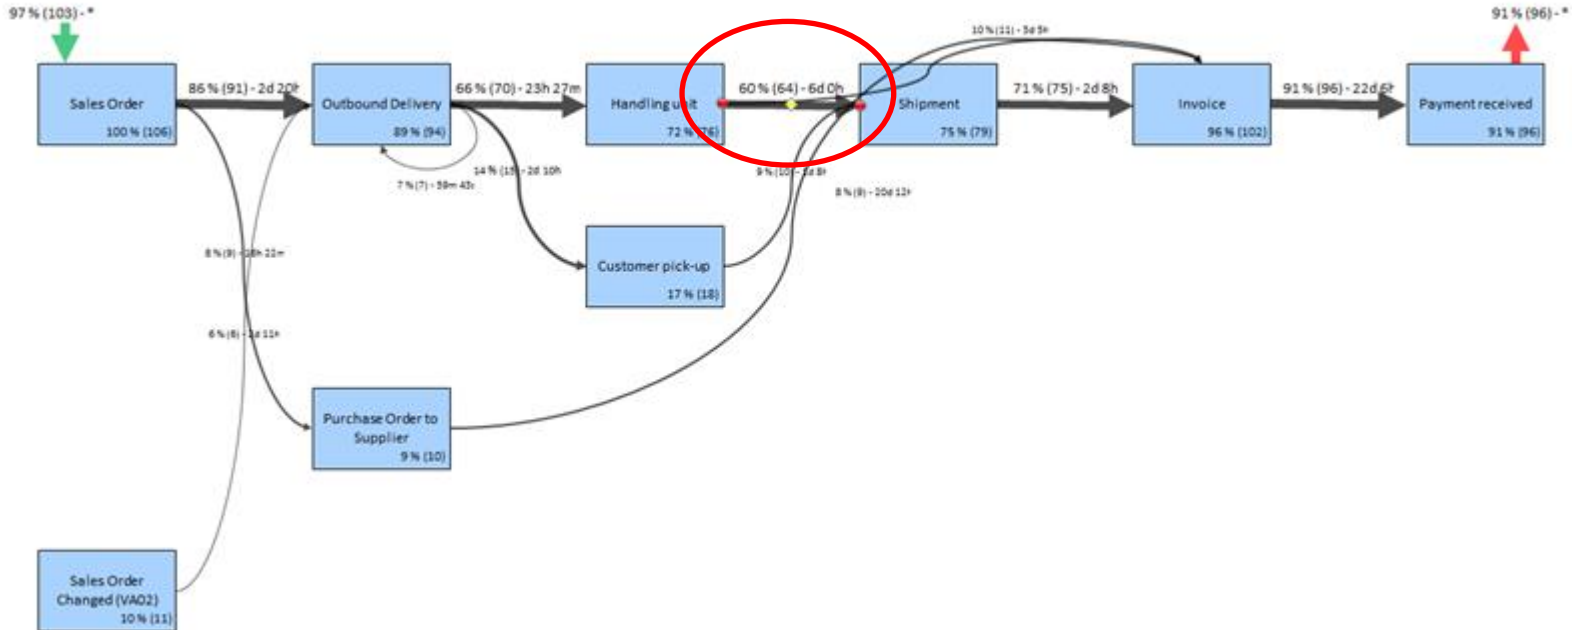 97 % (103) - *
91 % (96) - *
10 % (11) - 3d 5h
86 % (91) - 2d 20h
66 % (70) - 23h 27m
60 % (64) - 6d 0h
71 % (75) - 2d 8h
91 % (96) - 22d 6h
Sales Order
100 % (106)
Outbound Delivery
89 % (94)
Handling unit
72 % (76)
Shipment
75 % (79)
Invoice
96 % (102)
Payment received
91 % (96)
7 % (7) - 59m 43s
14 % (15) - 2d 10h
9 % (10) - 8h
8 % (9) - 20d 12h
8 % (9) - 22m
Customer pick-up
17 % (18)
6 % (6) - 11h
Purchase Order to
Supplier
9 % (10)
Sales Order
Changed (VA02)
10 % (11)